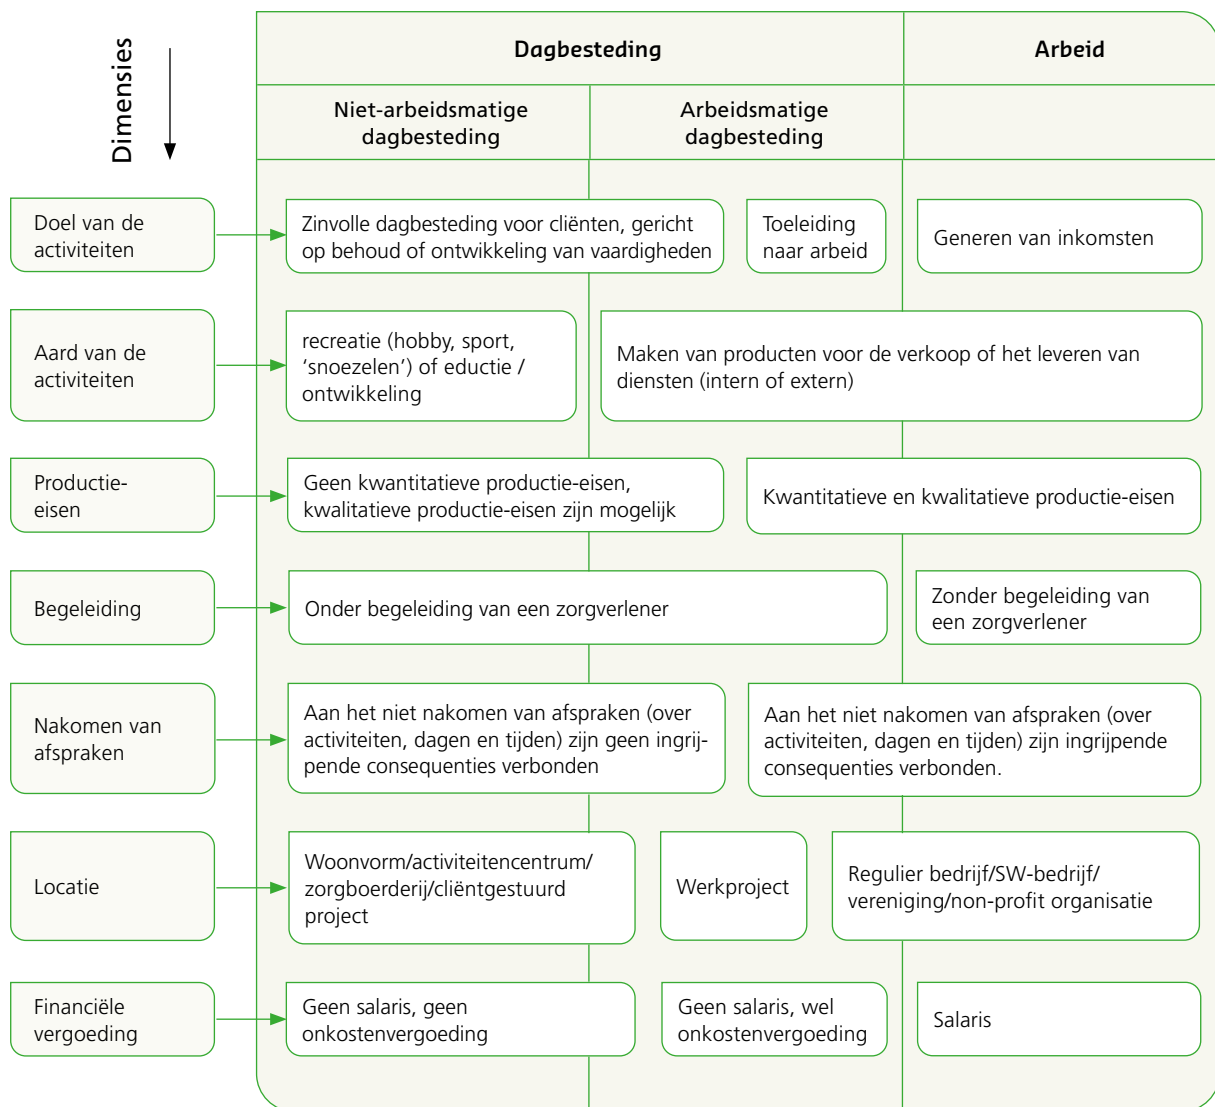 Dimensies
Dagbesteding
Arbeid
Niet-arbeidsmatige
dagbesteding
Arbeidsmatige
dagbesteding
Doel van de
activiteiten
Zinvolle dagbesteding voor cliënten, gericht
op behoud of ontwikkeling van vaardigheden
Toeleiding
naar arbeid
Generen van inkomsten
Aard van de
activiteiten
recreatie (hobby, sport,
‘snoezelen’) of eductie /
ontwikkeling
Maken van producten voor de verkoop of het leveren van
diensten (intern of extern)
Productie-
eisen
Geen kwantitatieve productie-eisen,
kwalitatieve productie-eisen zijn mogelijk
Kwantitatieve en kwalitatieve productie-eisen
Begeleiding
Onder begeleiding van een zorgverlener
Zonder begeleiding van
een zorgverlener
Nakomen van
afspraken
Aan het niet nakomen van afspraken (over
activiteiten, dagen en tijden) zijn geen ingrij-
pende consequenties verbonden
Aan het niet nakomen van afspraken (over
activiteiten, dagen en tijden) zijn ingrijpende
consequenties verbonden.
Locatie
Woonvorm/activiteitencentrum/
zorgboerderij/cliëntgestuurd
project
Werkproject
Regulier bedrijf/SW-bedrijf/
vereniging/non-profit organisatie
Financiële
vergoeding
Geen salaris, geen
onkostenvergoeding
Geen salaris, wel
onkostenvergoeding
Salaris